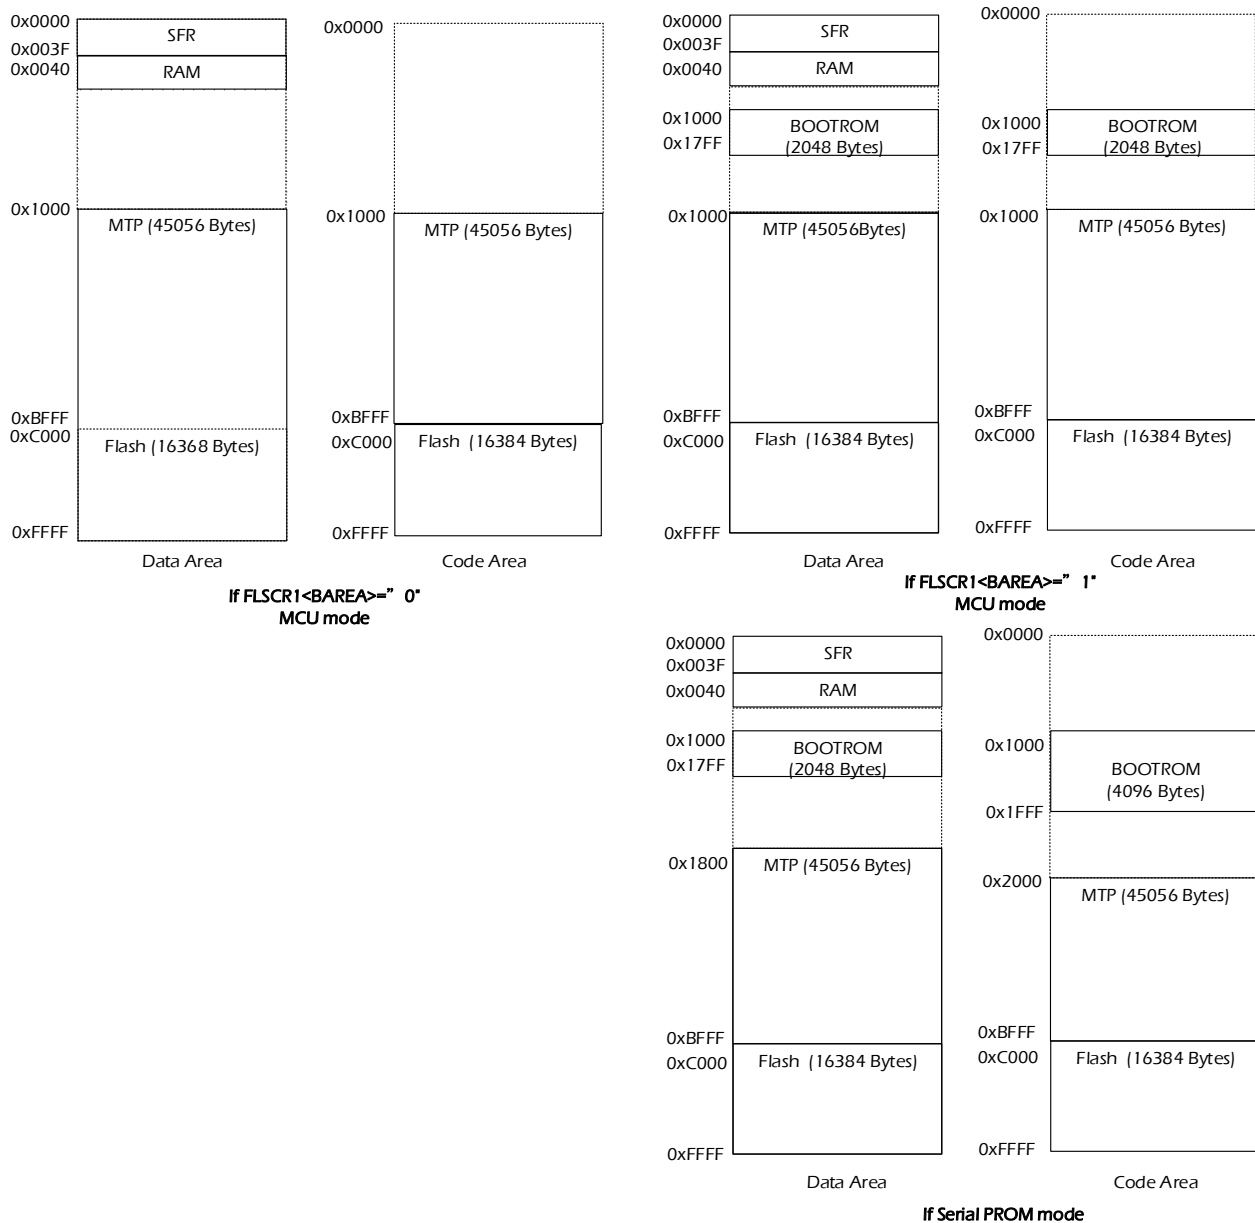 0x0000
SFR
0x003F
0x0040
RAM
0x1000
MTP (45056 Bytes)
0xBFFF
0xC000
Flash (16368 Bytes)
0xFFFF
Data Area
0x0000
0x1000
MTP (45056 Bytes)
0xBFFF
0xC000
Flash (16384 Bytes)
0xFFFF
Code Area
If FLSCR1<BAREA>=” 0"
MCU mode
0x0000
SFR
0x003F
0x0040
RAM
0x1000
BOOTROM
(2048 Bytes)
0x17FF
0x1000
MTP (45056Bytes)
0xBFFF
0xC000
Flash (16384 Bytes)
0xFFFF
Data Area
0x0000
0x1000
BOOTROM
(2048 Bytes)
0x17FF
0x1000
MTP (45056 Bytes)
0xBFFF
0xC000
Flash (16384 Bytes)
0xFFFF
Code Area
If FLSCR1<BAREA>=” 1"
MCU mode
0x0000
SFR
0x003F
0x0040
RAM
0x1000
BOOTROM
(2048 Bytes)
0x17FF
0x1800
MTP (45056 Bytes)
0xBFFF
0xC000
Flash (16384 Bytes)
0xFFFF
Data Area
0x0000
0x1000
BOOTROM
(4096 Bytes)
0x1FFF
0x2000
MTP (45056 Bytes)
0xBFFF
0xC000
Flash (16384 Bytes)
0xFFFF
Code Area
If Serial PROM mode